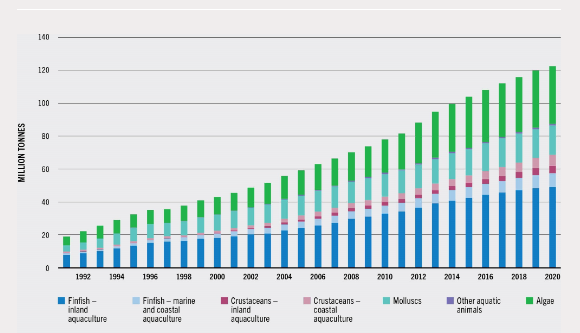 140
120
100
80
60
40
20
0
MILLION TONNES
1992 1994 1996 1998 2000 2002 2004 2006 2008 2010 2012 2014 2016 2018 2020
Finfish –
inland
aquaculture
Finfish – marine
and coastal
aquaculture
Crustaceans –
inland
aquaculture
Crustaceans –
coastal
aquaculture
Molluscs
Other aquatic
animals
Algae